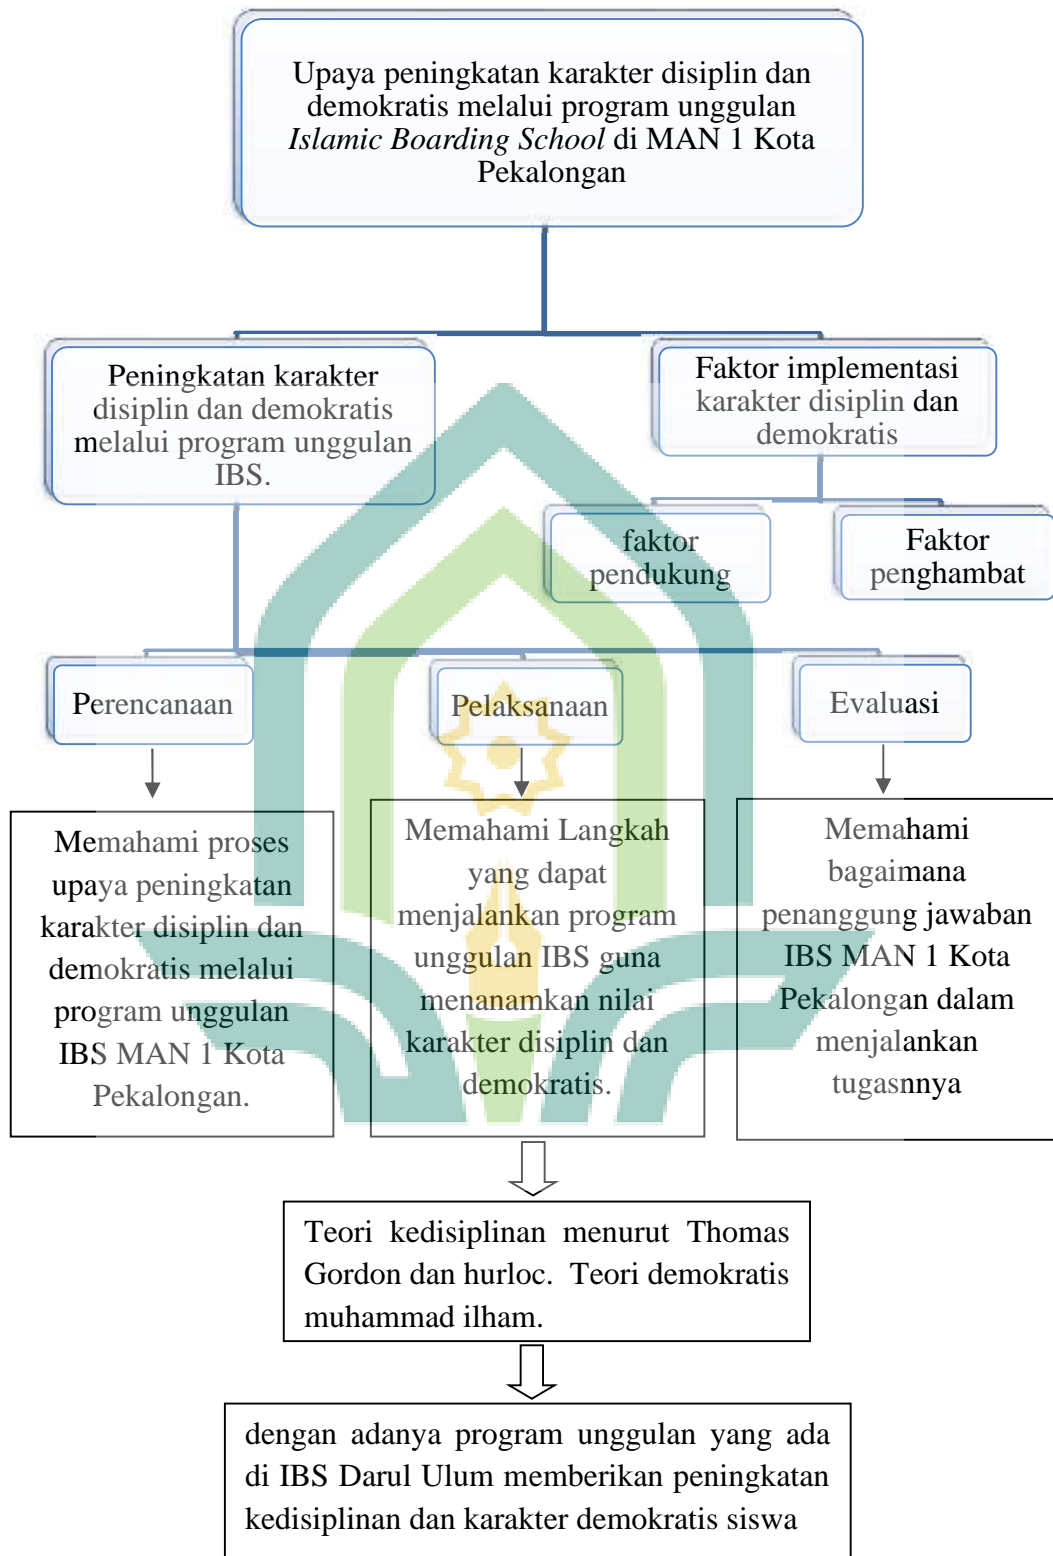 Upaya peningkatan karakter disiplin dan
demokratis melalui program unggulan
Islamic Boarding School di MAN 1 Kota
Pekalongan
Peningkatan karakter
disiplin dan demokratis
melalui program unggulan
IBS.
Faktor implementasi
karakter disiplin dan
demokratis
faktor
pendukung
Faktor
penghambat
Perencanaan
Pelaksanaan
Evaluasi
Memahami proses
upaya peningkatan
karakter disiplin dan
demokratis melalui
program unggulan
IBS MAN 1 Kota
Pekalongan.
Memahami Langkah
yang dapat
menjalankan program
unggulan IBS guna
menanamkan nilai
karakter disiplin dan
demokratis.
Memahami
bagaimana
penanggung jawaban
IBS MAN 1 Kota
Pekalongan dalam
menjalankan
tugasnnya
Teori kedisiplinan menurut Thomas
Gordon dan hurloc. Teori demokratis
muhammad ilham.
dengan adanya program unggulan yang ada
di IBS Darul Ulum memberikan peningkatan
kedisiplinan dan karakter demokratis siswa